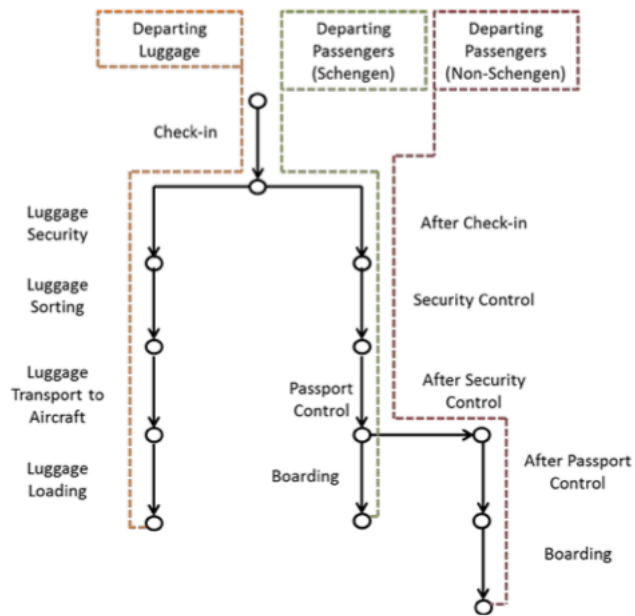 Departing
Luggage
Departing
Passengers
(Schengen)
Departing
Passengers
(Non-Schengen)
Check-in
Luggage
Security
After Check-in
Luggage
Sorting
Security Control
Luggage
Transport to
Aircraft
Passport
Control
After Security
Control
Luggage
Loading
Boarding
After Passport
Control
Boarding